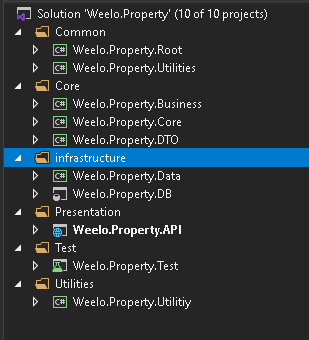 Solution 'Weelo.Property' (10 of 10 projects)
Common
Weelo.Property.Root
Weelo.Property.Utilities
Core
Weelo.Property.Business
Weelo.Property.Core
Weelo.Property.DTO
infrastructure
Weelo.Property.Data
Weelo.Property.DB
Presentation
Weelo.Property.API
Test
Weelo.Property.Test
Utilities
Weelo.Property.Utilitiy